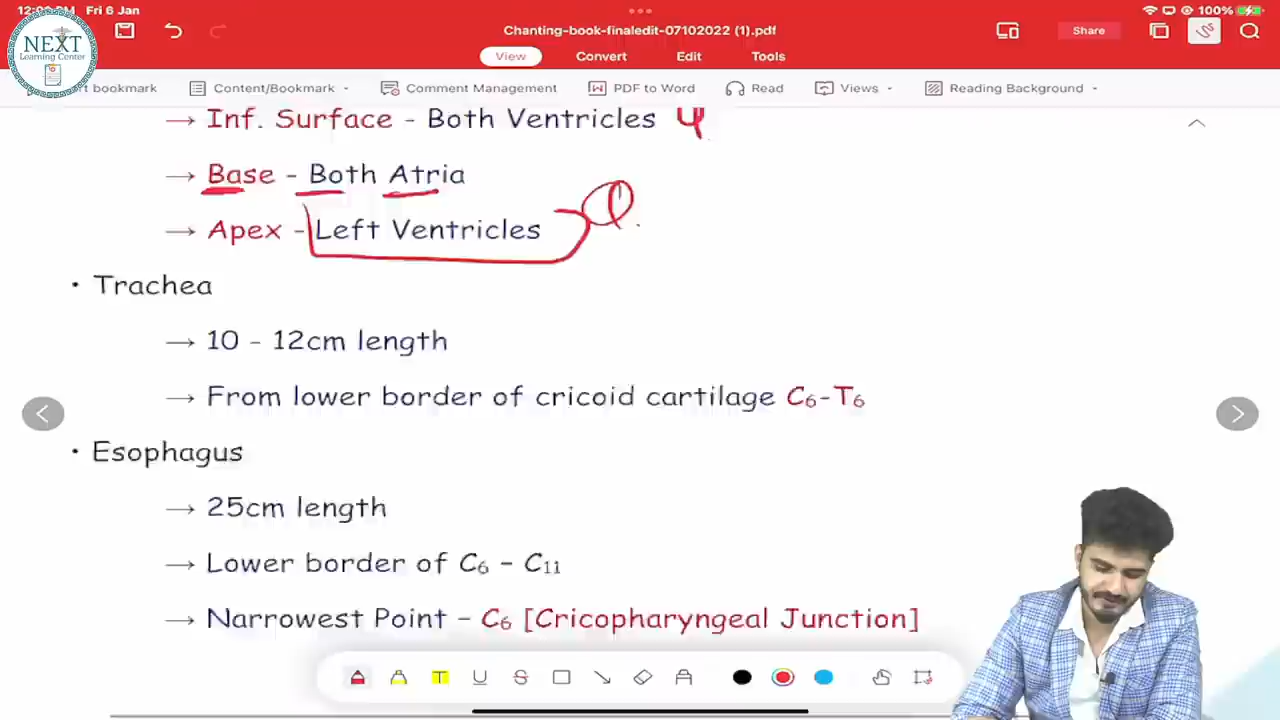 12:09 Fri 6 Jan
100%
NEXT
Learning Center
Chanting-book-finaledit-07102022 (1).pdf
Share
View
Convert
Edit
Tools
bookmark
Content/Bookmark
Comment Management
PDF to Word
Read
Views
Reading Background
→ Inf. Surface - Both Ventricles
→ Base - Both Atria
→ Apex - Left Ventricles
• Trachea
→ 10 - 12cm length
→ From lower border of cricoid cartilage C₆-T₆
• Esophagus
→ 25cm length
→ Lower border of C₆ - C₁₁
→ Narrowest Point - C₆ [Cricopharyngeal Junction]